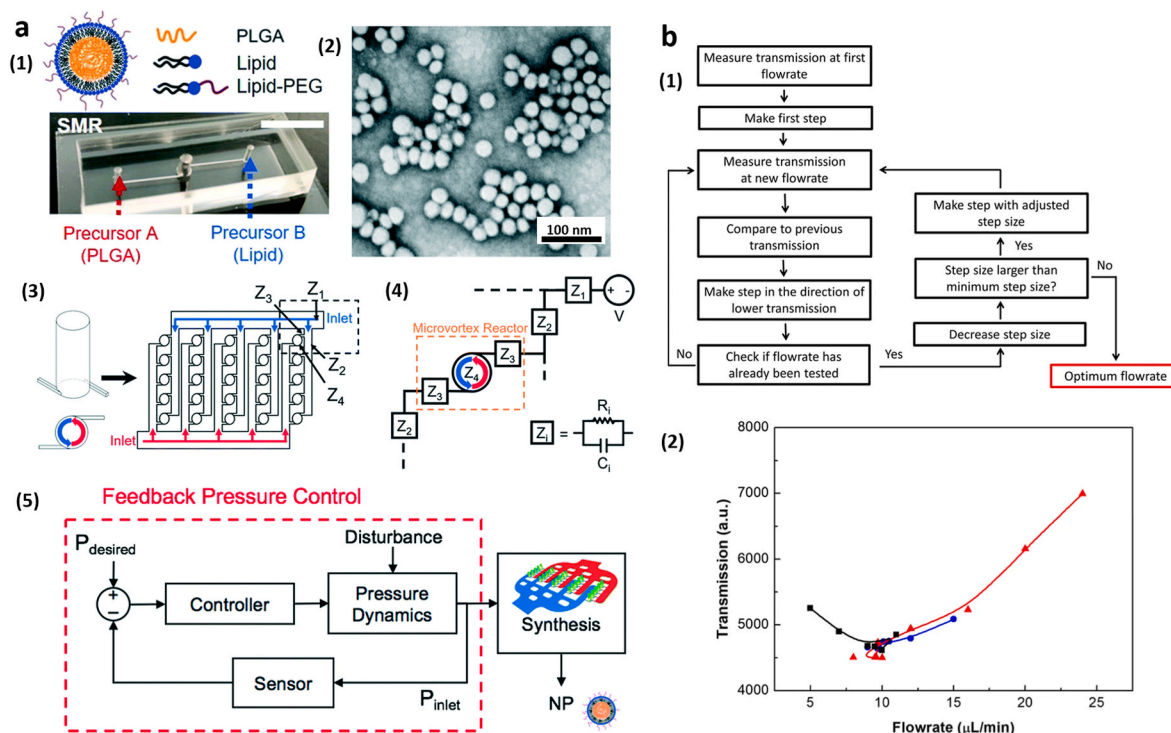 a
(1)
PLGA
Lipid
Lipid-PEG
SMR
Precursor A
(PLGA)
Precursor B
(Lipid)
(2)
100 nm
(3)
Z3
Z1
Inlet
Z2
Z4
Inlet
(4)
Z1
+ -
V
Z2
Microvortex Reactor
Z3
Z4
Z3
Z2
Zi
=
Ri
Ci
(5)
Feedback Pressure Control
Pdesired
+
−
Controller
Disturbance
Pressure
Dynamics
Sensor
Pinlet
Synthesis
NP
b
(1)
Measure transmission at first
flowrate
Make first step
Measure transmission
at new flowrate
Compare to previous
transmission
Make step in the direction of
lower transmission
No
Check if flowrate has
already been tested
Yes
Make step with adjusted
step size
Yes
Step size larger than
minimum step size?
No
Decrease step size
Optimum flowrate
(2)
Transmission (a.u.)
8000
7000
6000
5000
4000
5
10
15
20
25
Flowrate (μL/min)